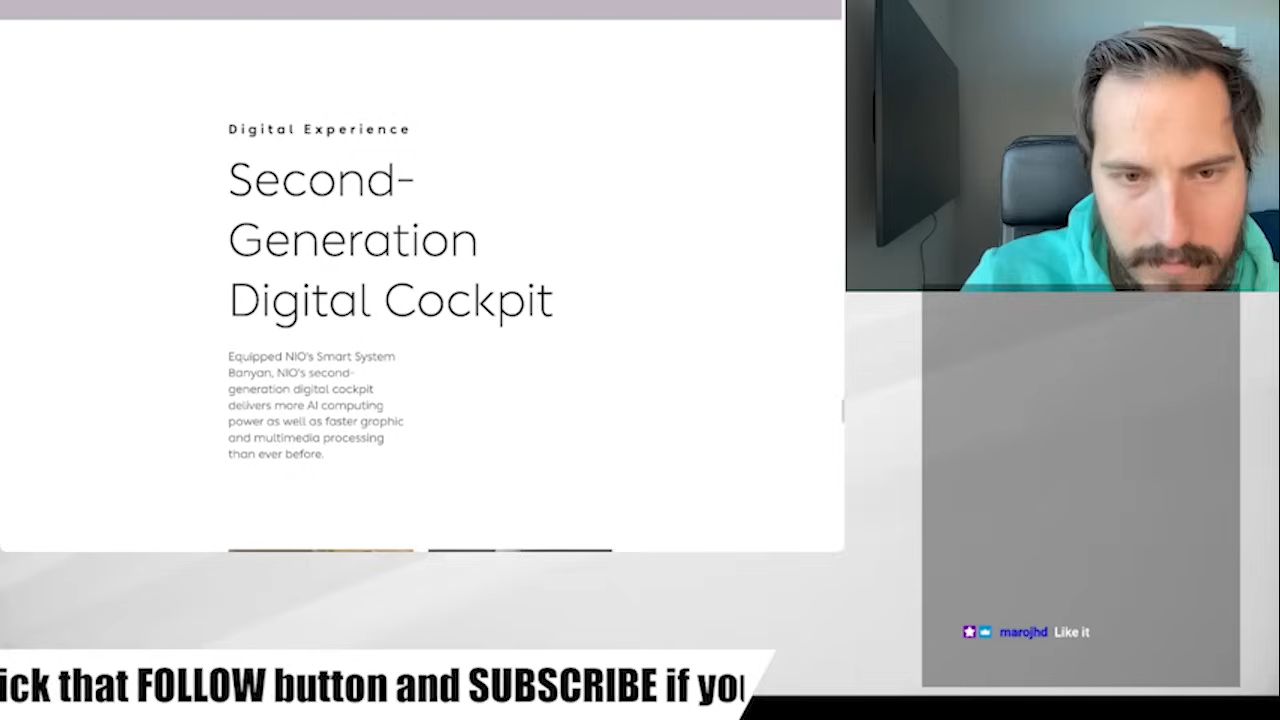 Digital Experience
Second-
Generation
Digital Cockpit
Equipped NIO's Smart System
Banyan, NIO's second-
generation digital cockpit
delivers more AI computing
power as well as faster graphic
and multimedia processing
than ever before.
marojhd Like it
ick that FOLLOW button and SUBSCRIBE if you